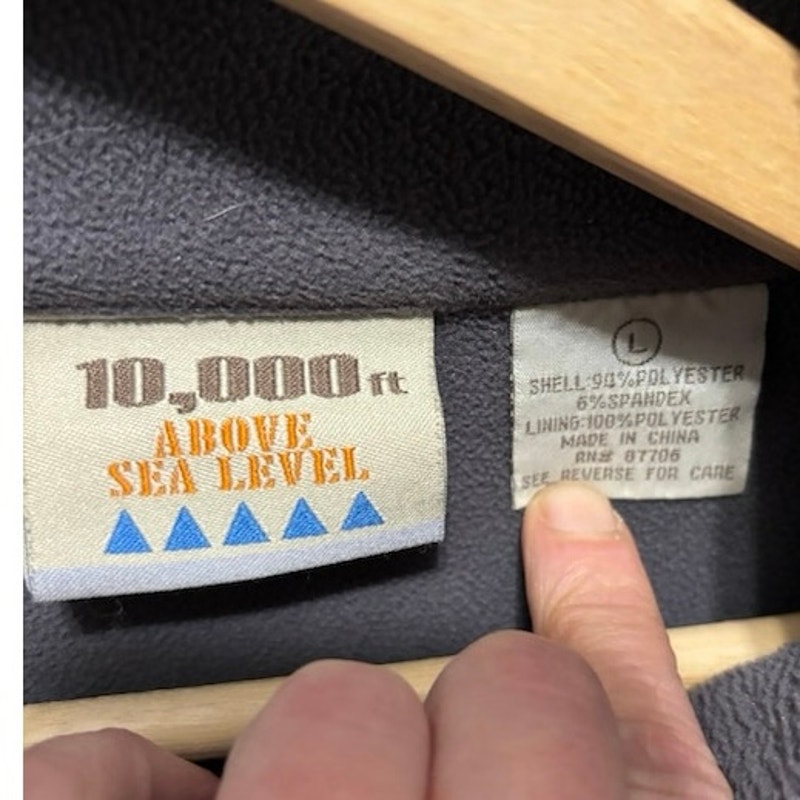 10,000 ft
ABOVE
SEA LEVEL
L
SHELL:94%POLYESTER
6%SPANDEX
LINING:100%POLYESTER
MADE IN CHINA
RN# 87706
SEE REVERSE FOR CARE